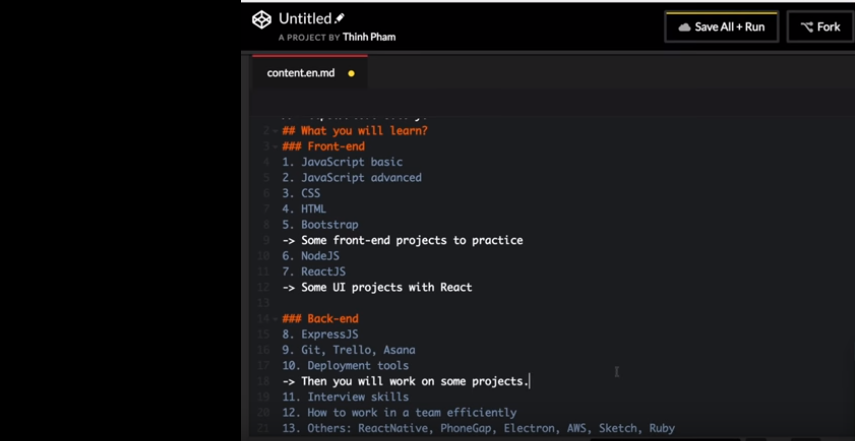 Untitled
A PROJECT BY Thinh Pham
Save All + Run
Fork
content.en.md
2 ## What you will learn?
3 ### Front-end
4 1. JavaScript basic
5 2. JavaScript advanced
6 3. CSS
7 4. HTML
8 5. Bootstrap
9 -> Some front-end projects to practice
10 6. NodeJS
11 7. ReactJS
12 -> Some UI projects with React
13
14 ### Back-end
15 8. ExpressJS
16 9. Git, Trello, Asana
17 10. Deployment tools
18 -> Then you will work on some projects.
19 11. Interview skills
20 12. How to work in a team efficiently
21 13. Others: ReactNative, PhoneGap, Electron, AWS, Sketch, Ruby